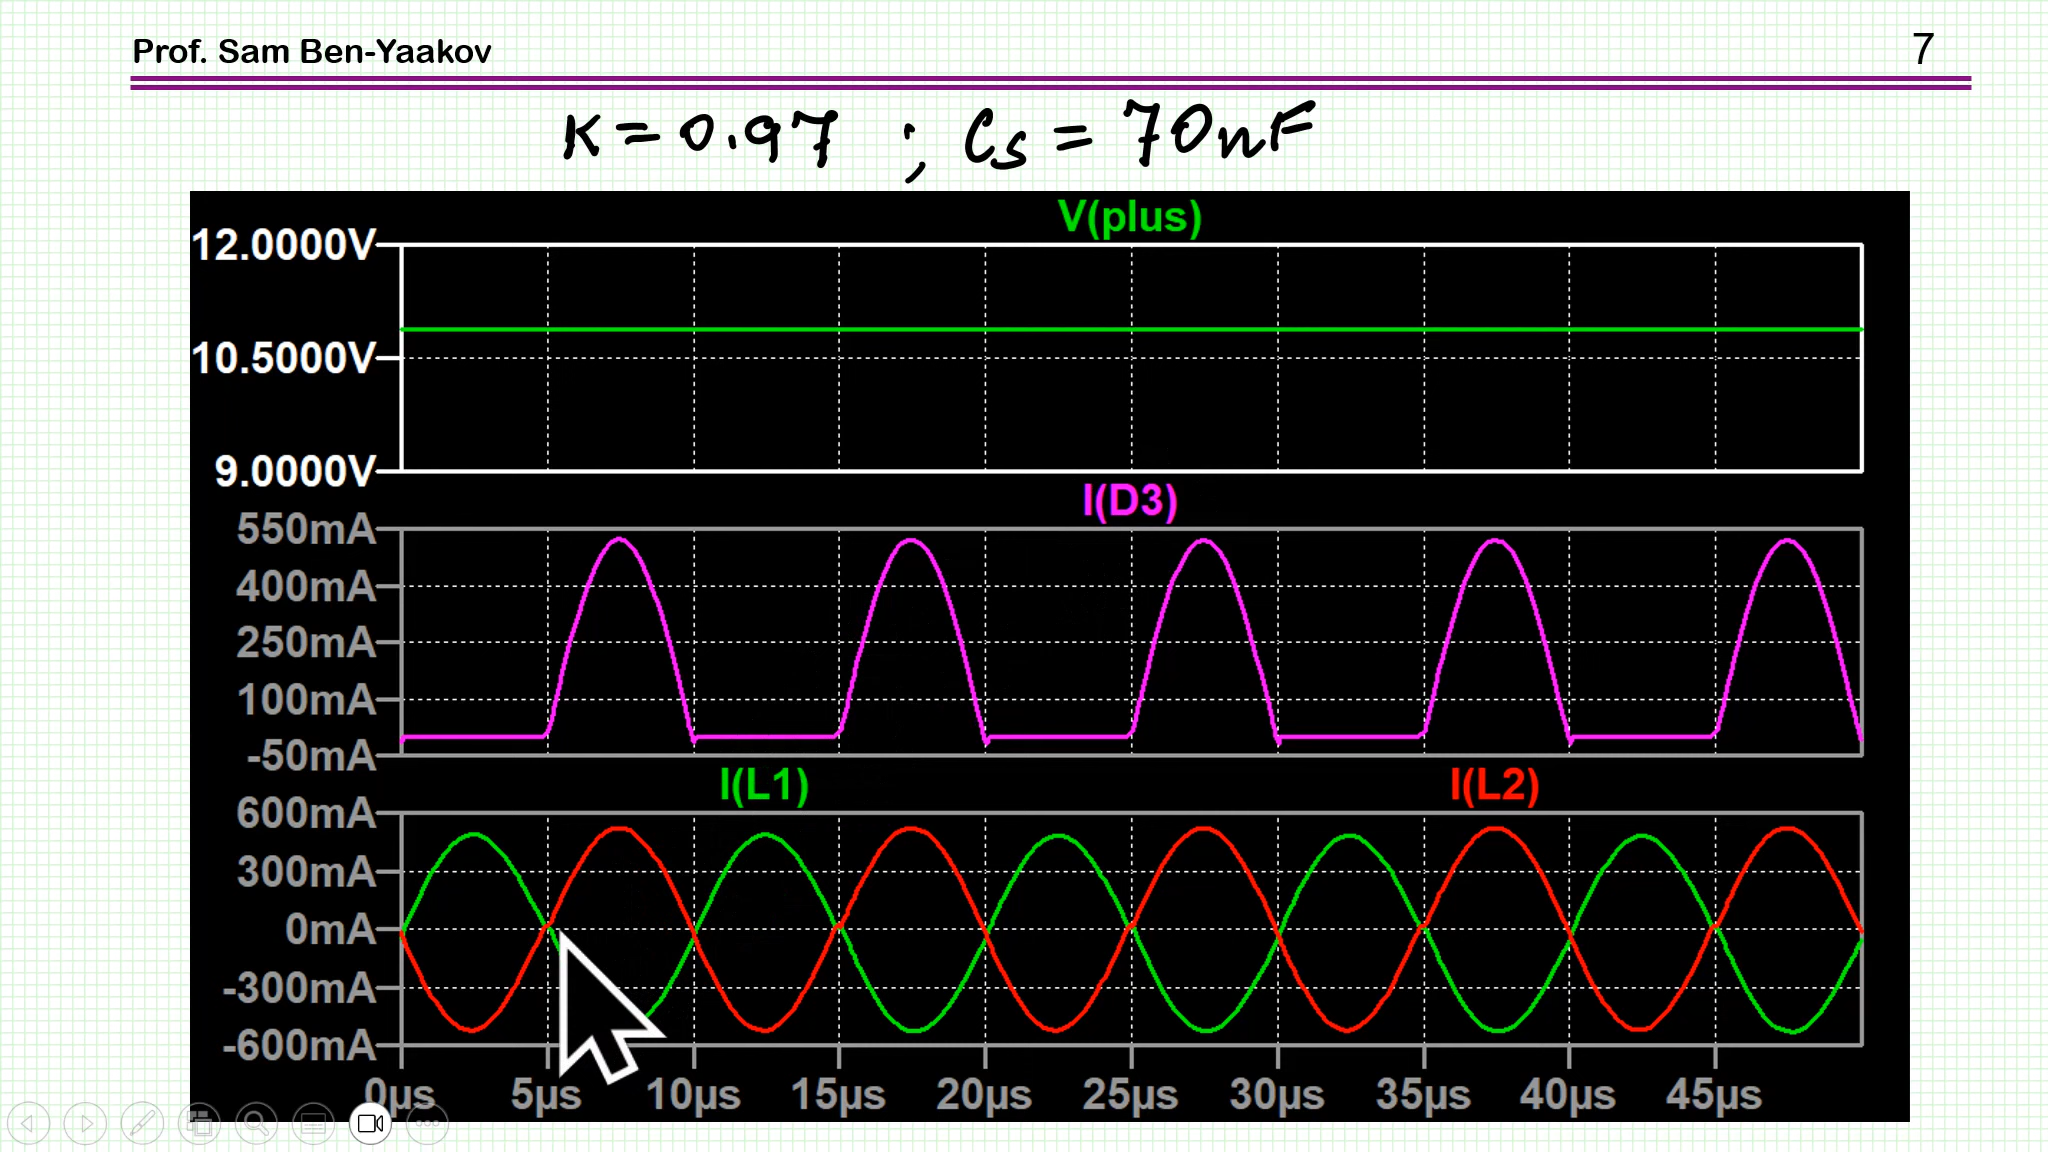 Prof. Sam Ben-Yaakov
7
K=0.97 ; Cs = 70nF
V(plus)
12.0000V
10.5000V
9.0000V
I(D3)
550mA
400mA
250mA
100mA
-50mA
I(L1) I(L2)
600mA
300mA
0mA
-300mA
-600mA
0µs 5µs 10µs 15µs 20µs 25µs 30µs 35µs 40µs 45µs